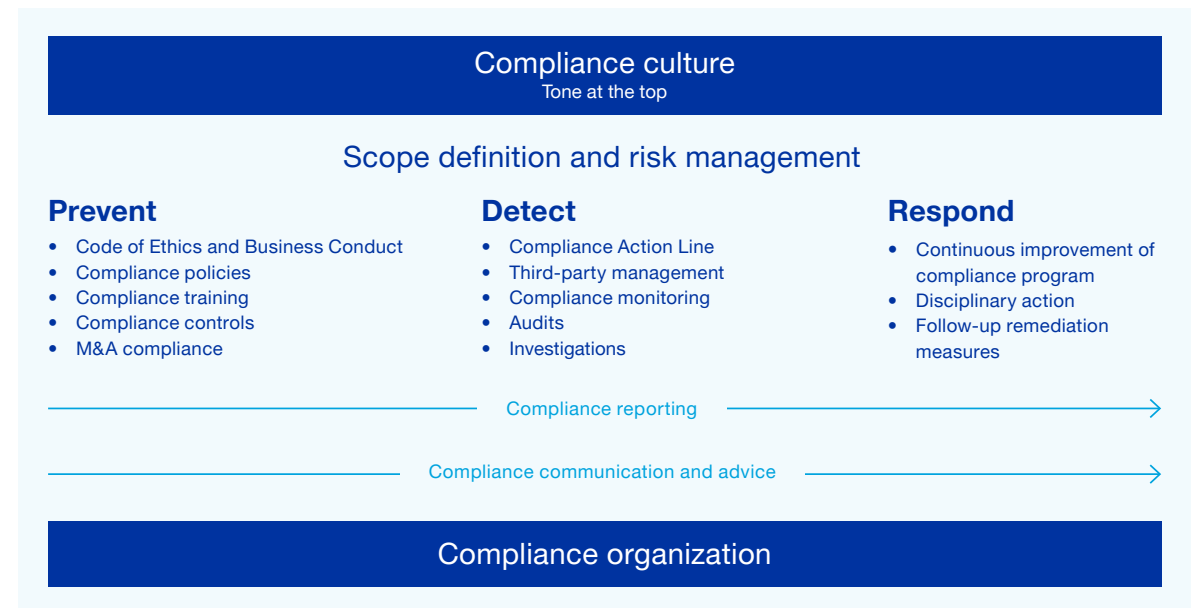 Compliance culture
Tone at the top
Scope definition and risk management
Prevent
• Code of Ethics and Business Conduct
• Compliance policies
• Compliance training
• Compliance controls
• M&A compliance
Detect
• Compliance Action Line
• Third-party management
• Compliance monitoring
• Audits
• Investigations
Respond
• Continuous improvement of
compliance program
• Disciplinary action
• Follow-up remediation
measures
Compliance reporting
Compliance communication and advice
Compliance organization